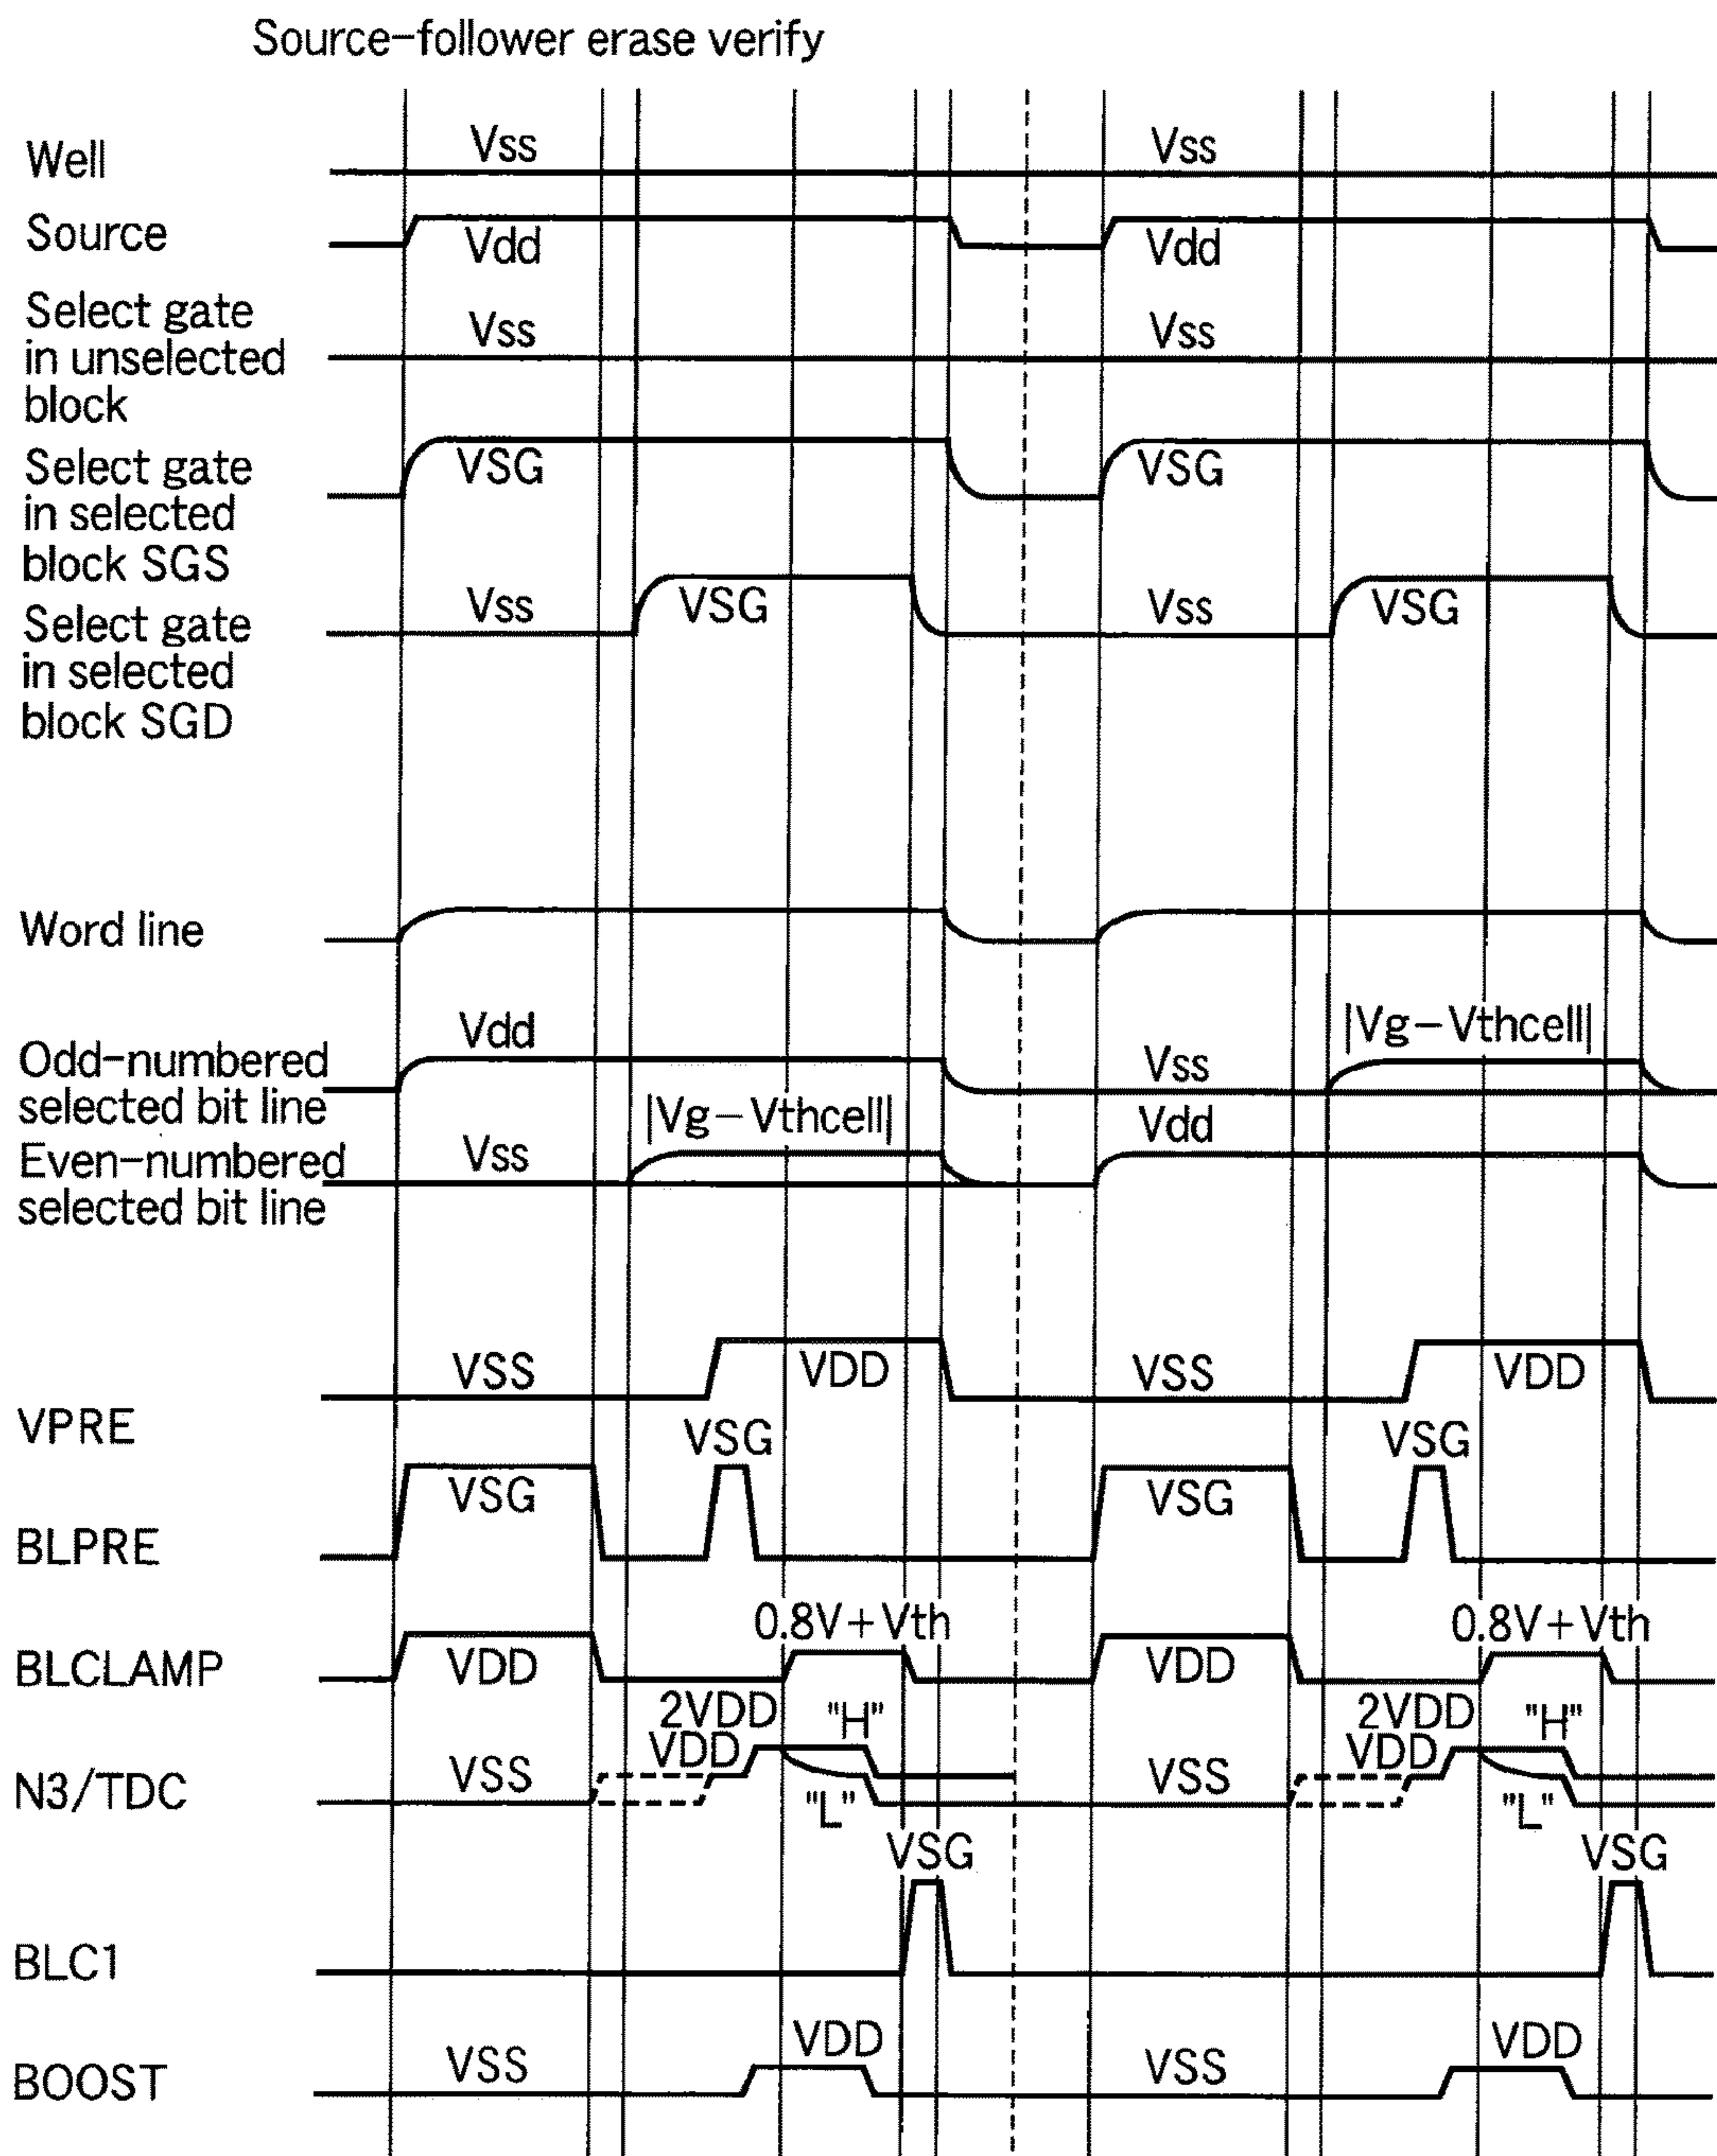 Source-follower erase verify
Well
Vss
Vss
Source
Vdd
Vdd
Select gate
in unselected
block
Vss
Vss
Select gate
in selected
block SGS
VSG
VSG
Select gate
in selected
block SGD
Vss
VSG
Vss
VSG
Word line
Odd-numbered
selected bit line
Vdd
Vss
|Vg-Vthcell|
Even-numbered
selected bit line
Vss
|Vg-Vthcell|
Vdd
VPRE
VSS
VDD
VSS
VDD
BLPRE
VSG
VSG
VSG
VSG
BLCLAMP
VDD
0.8V+Vth
VDD
0.8V+Vth
N3/TDC
VSS
VDD
2VDD
"H"
"L"
VSS
VDD
2VDD
"H"
"L"
BLC1
VSG
VSG
BOOST
VSS
VDD
VSS
VDD